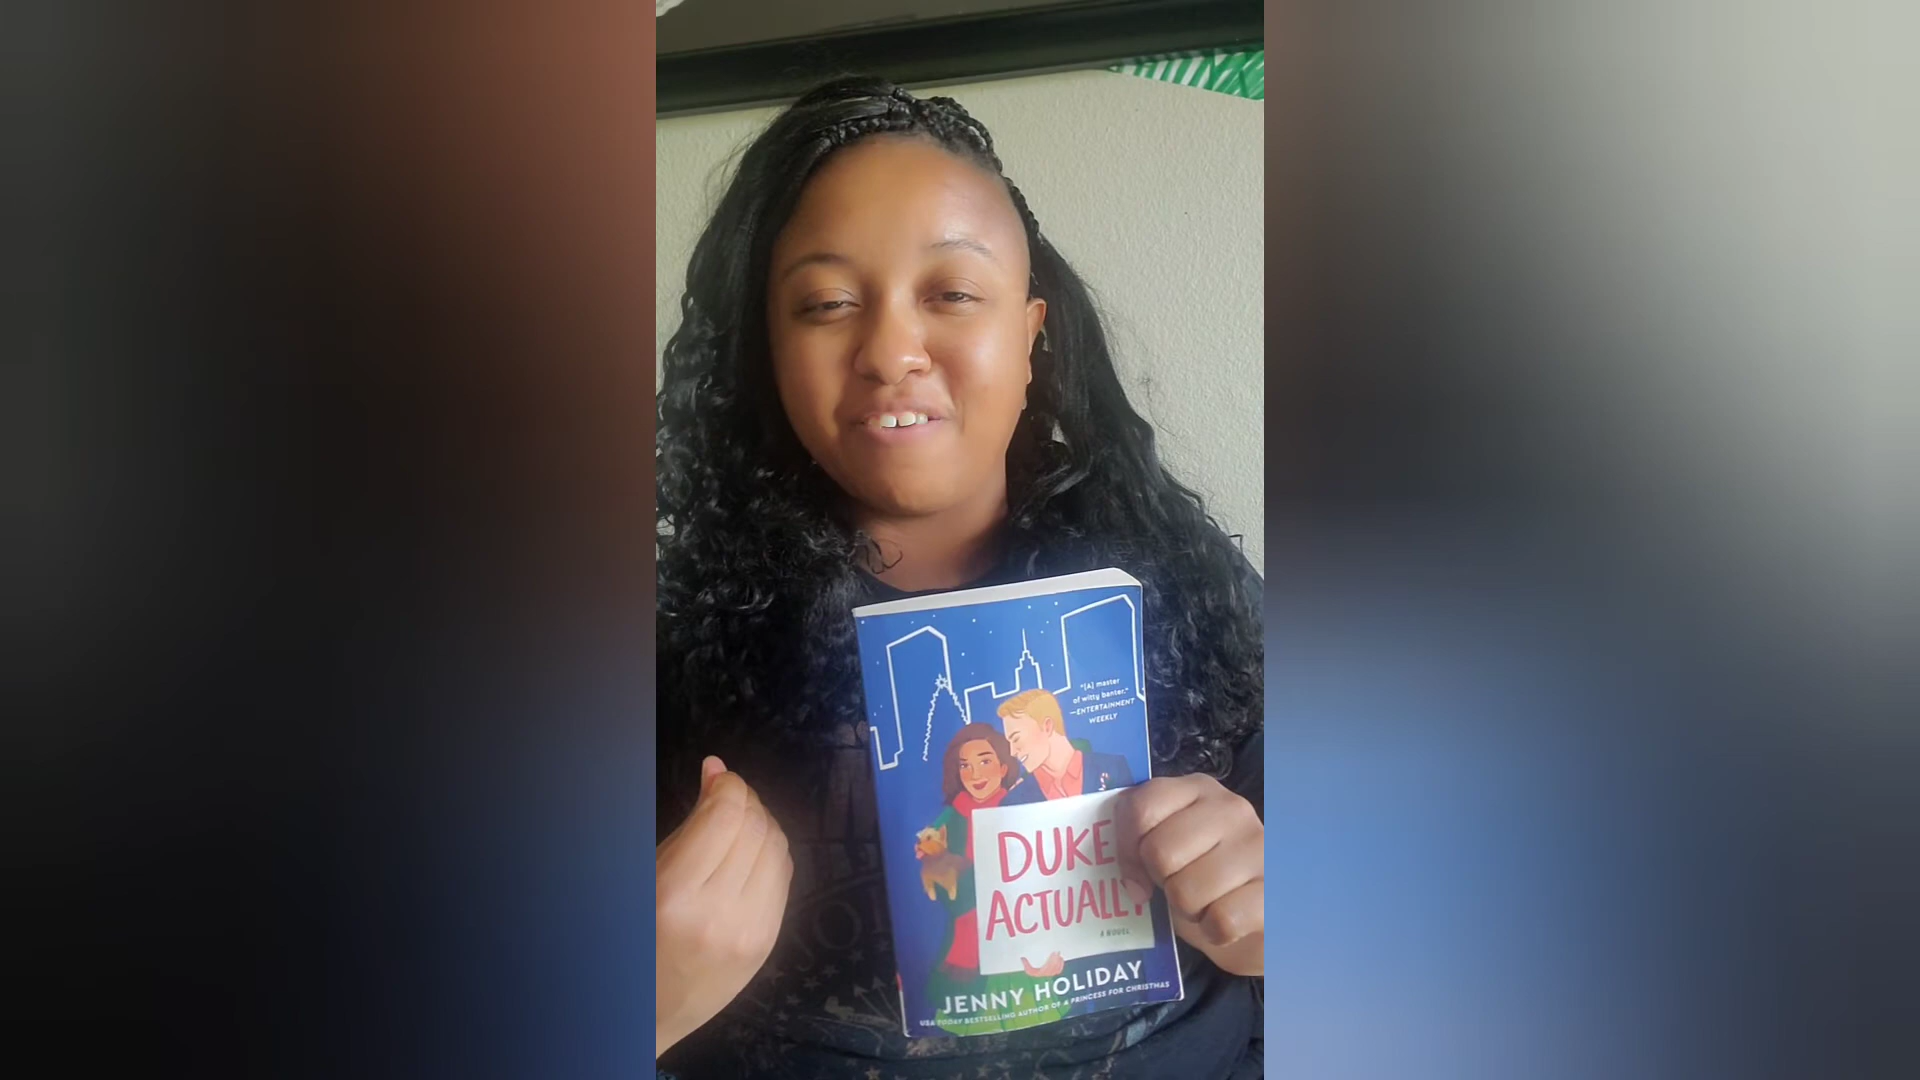 "[A] master
of witty banter."
—ENTERTAINMENT
WEEKLY
DUKE
ACTUALLY
A NOVEL
JENNY HOLIDAY
USA TODAY BESTSELLING AUTHOR OF A PRINCESS FOR CHRISTMAS